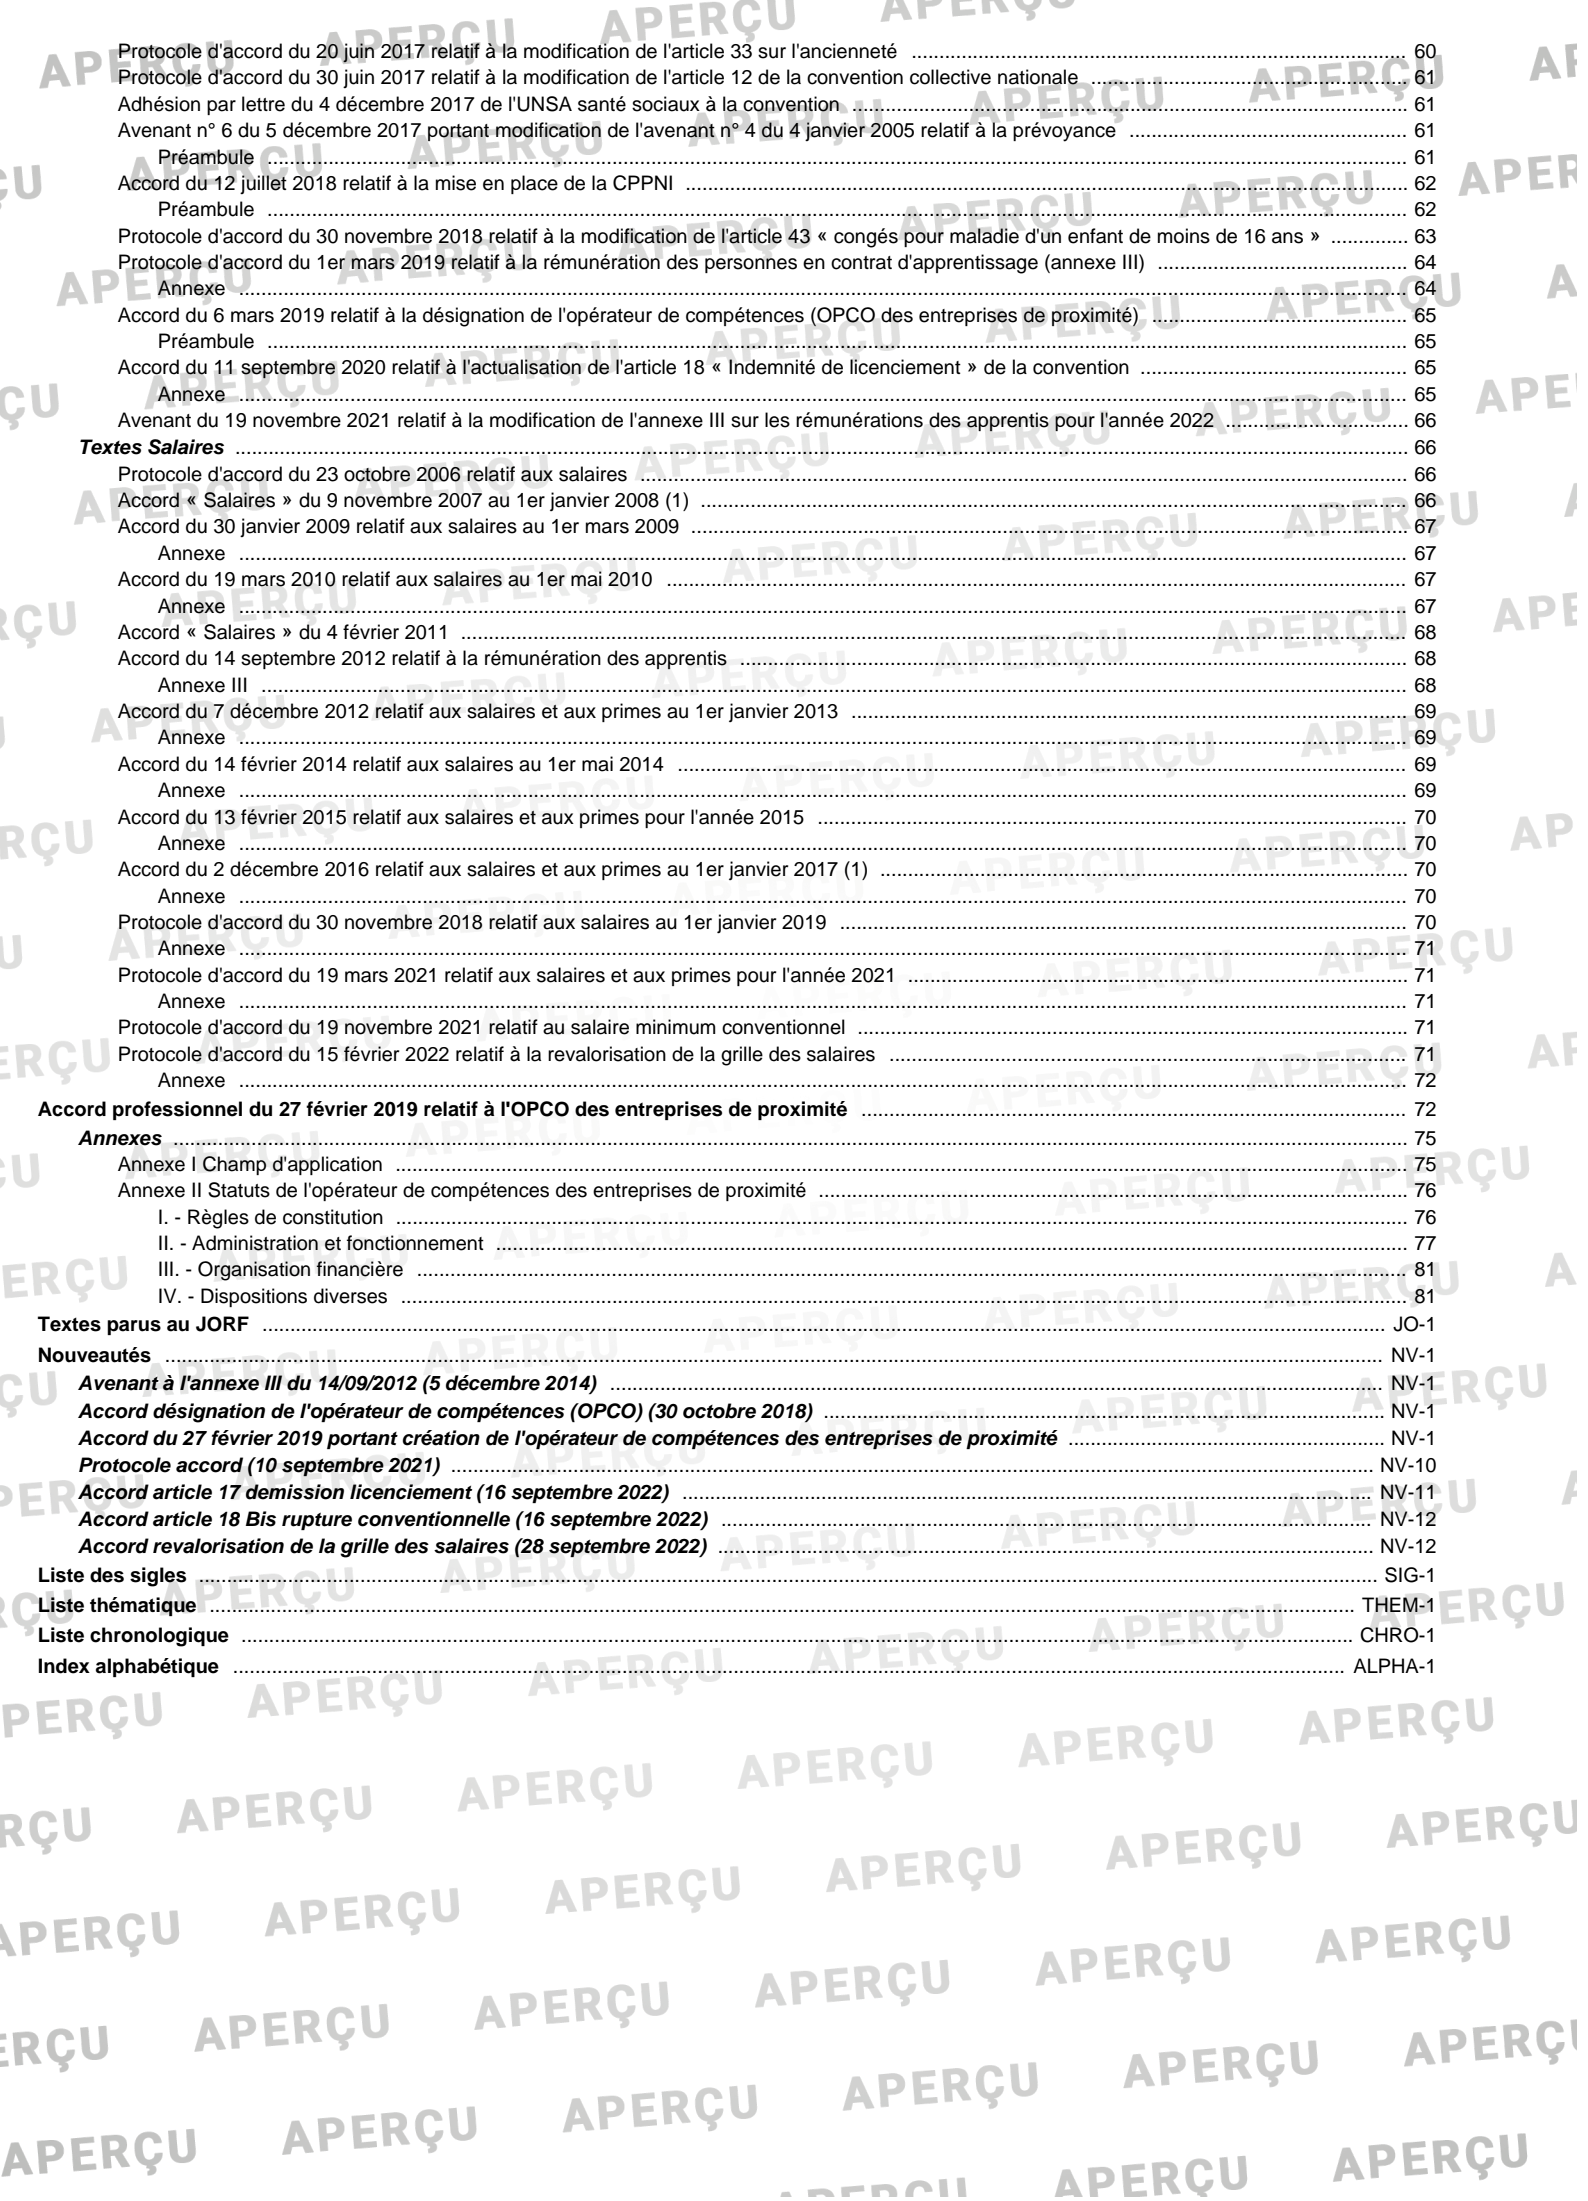 Protocole d'accord du 20 juin 2017 relatif à la modification de l'article 33 sur l'ancienneté ........ 60
Protocole d'accord du 30 juin 2017 relatif à la modification de l'article 12 de la convention collective nationale ........ 61
Adhésion par lettre du 4 décembre 2017 de l'UNSA santé sociaux à la convention ........ 61
Avenant n° 6 du 5 décembre 2017 portant modification de l'avenant n° 4 du 4 janvier 2005 relatif à la prévoyance ........ 61
Préambule ........ 61
Accord du 12 juillet 2018 relatif à la mise en place de la CPPNI ........ 62
Préambule ........ 62
Protocole d'accord du 30 novembre 2018 relatif à la modification de l'article 43 « congés pour maladie d'un enfant de moins de 16 ans » ........ 63
Protocole d'accord du 1er mars 2019 relatif à la rémunération des personnes en contrat d'apprentissage (annexe III) ........ 64
Annexe ........ 64
Accord du 6 mars 2019 relatif à la désignation de l'opérateur de compétences (OPCO des entreprises de proximité) ........ 65
Préambule ........ 65
Accord du 11 septembre 2020 relatif à l'actualisation de l'article 18 « Indemnité de licenciement » de la convention ........ 65
Annexe ........ 65
Avenant du 19 novembre 2021 relatif à la modification de l'annexe III sur les rémunérations des apprentis pour l'année 2022 ........ 66
Textes Salaires ........ 66
Protocole d'accord du 23 octobre 2006 relatif aux salaires ........ 66
Accord « Salaires » du 9 novembre 2007 au 1er janvier 2008 (1) ........ 66
Accord du 30 janvier 2009 relatif aux salaires au 1er mars 2009 ........ 67
Annexe ........ 67
Accord du 19 mars 2010 relatif aux salaires au 1er mai 2010 ........ 67
Annexe ........ 67
Accord « Salaires » du 4 février 2011 ........ 68
Accord du 14 septembre 2012 relatif à la rémunération des apprentis ........ 68
Annexe III ........ 68
Accord du 7 décembre 2012 relatif aux salaires et aux primes au 1er janvier 2013 ........ 69
Annexe ........ 69
Accord du 14 février 2014 relatif aux salaires au 1er mai 2014 ........ 69
Annexe ........ 69
Accord du 13 février 2015 relatif aux salaires et aux primes pour l'année 2015 ........ 70
Annexe ........ 70
Accord du 2 décembre 2016 relatif aux salaires et aux primes au 1er janvier 2017 (1) ........ 70
Annexe ........ 70
Protocole d'accord du 30 novembre 2018 relatif aux salaires au 1er janvier 2019 ........ 70
Annexe ........ 71
Protocole d'accord du 19 mars 2021 relatif aux salaires et aux primes pour l'année 2021 ........ 71
Annexe ........ 71
Protocole d'accord du 19 novembre 2021 relatif au salaire minimum conventionnel ........ 71
Protocole d'accord du 15 février 2022 relatif à la revalorisation de la grille des salaires ........ 71
Annexe ........ 72
Accord professionnel du 27 février 2019 relatif à l'OPCO des entreprises de proximité ........ 72
Annexes ........ 75
Annexe I Champ d'application ........ 75
Annexe II Statuts de l'opérateur de compétences des entreprises de proximité ........ 76
I. - Règles de constitution ........ 76
II. - Administration et fonctionnement ........ 77
III. - Organisation financière ........ 81
IV. - Dispositions diverses ........ 81
Textes parus au JORF ........ JO-1
Nouveautés ........ NV-1
Avenant à l'annexe III du 14/09/2012 (5 décembre 2014) ........ NV-1
Accord désignation de l'opérateur de compétences (OPCO) (30 octobre 2018) ........ NV-1
Accord du 27 février 2019 portant création de l'opérateur de compétences des entreprises de proximité ........ NV-1
Protocole accord (10 septembre 2021) ........ NV-10
Accord article 17 demission licenciement (16 septembre 2022) ........ NV-11
Accord article 18 Bis rupture conventionnelle (16 septembre 2022) ........ NV-12
Accord revalorisation de la grille des salaires (28 septembre 2022) ........ NV-12
Liste des sigles ........ SIG-1
Liste thématique ........ THEM-1
Liste chronologique ........ CHRO-1
Index alphabétique ........ ALPHA-1
APERÇU